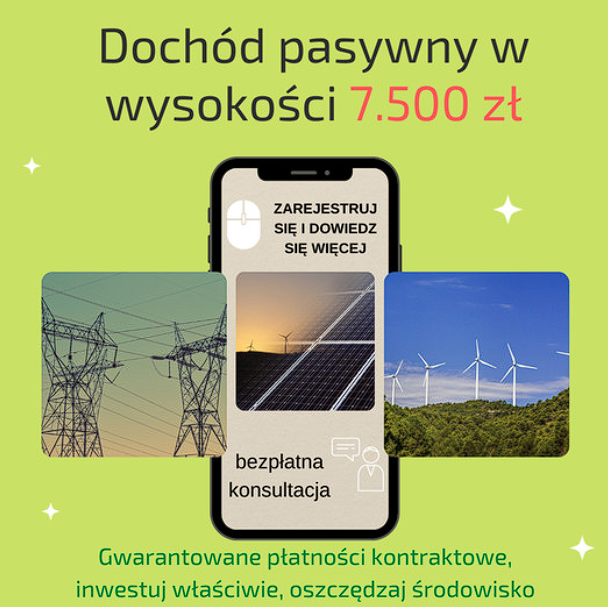 Dochód pasywny w
wysokości 7.500 zł
ZAREJESTRUJ
SIĘ I DOWIEDZ
SIĘ WIĘCEJ
bezpłatna
konsultacja
Gwarantowane płatności kontraktowe,
inwestuj właściwie, oszczędzaj środowisko